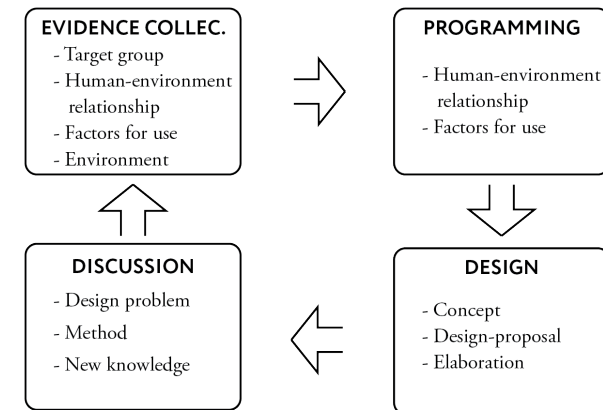 EVIDENCE COLLEC.
- Target group
- Human-environment
relationship
- Factors for use
- Environment
PROGRAMMING
- Human-environment
relationship
- Factors for use
DISCUSSION
- Design problem
- Method
- New knowledge
DESIGN
- Concept
- Design-proposal
- Elaboration